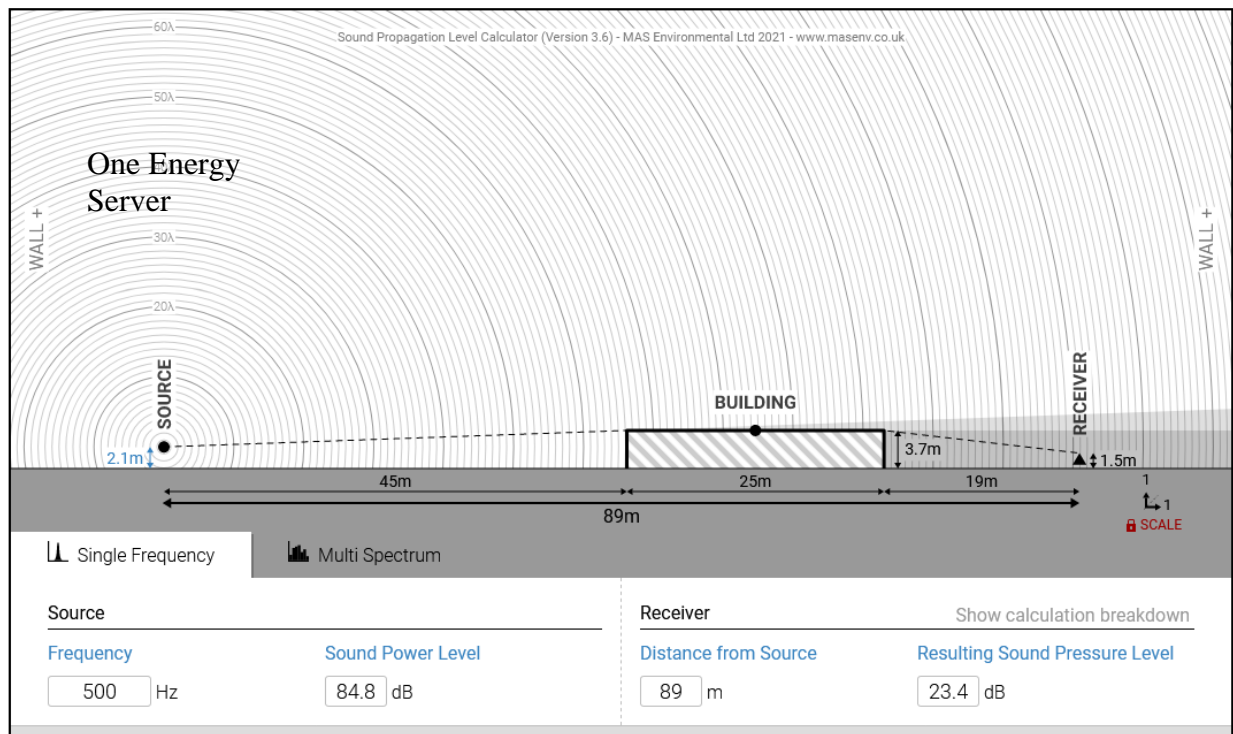 60λ
Sound Propagation Level Calculator (Version 3.6) - MAS Environmental Ltd 2021 - www.masenv.co.uk
50λ
One Energy
Server
WALL +
WALL +
30λ
20λ
SOURCE
BUILDING
RECEIVER
2.1m
3.7m
1.5m
45m
25m
19m
1
1
89m
SCALE
Single Frequency
Multi Spectrum
Source
Receiver
Show calculation breakdown
Frequency
Sound Power Level
Distance from Source
Resulting Sound Pressure Level
500 Hz
84.8 dB
89 m
23.4 dB